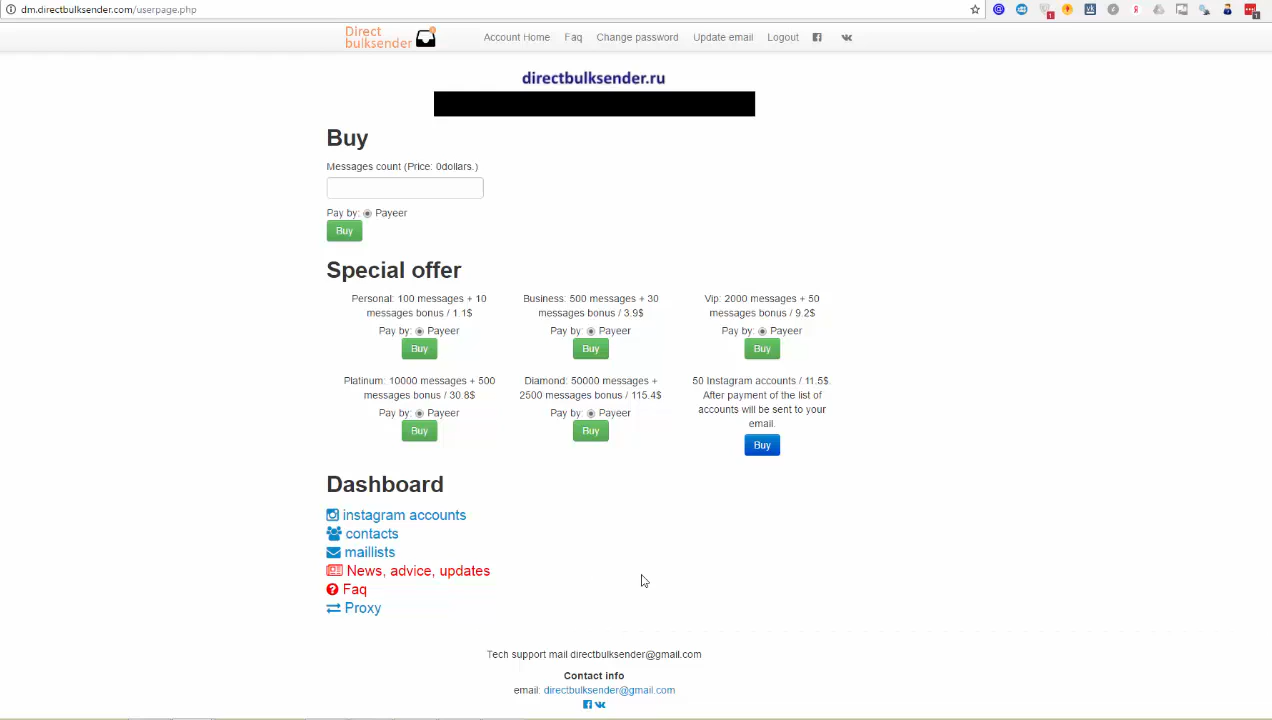 dm.directbulksender.com/userpage.php
Direct
bulksender
Account Home Faq Change password Update email Logout
directbulksender.ru
Buy
Messages count (Price: 0dollars.)
Pay by: Payeer
Buy
Special offer
Personal: 100 messages + 10
messages bonus / 1.1$
Pay by: Payeer
Buy
Business: 500 messages + 30
messages bonus / 3.9$
Pay by: Payeer
Buy
Vip: 2000 messages + 50
messages bonus / 9.2$
Pay by: Payeer
Buy
Platinum: 10000 messages + 500
messages bonus / 30.8$
Pay by: Payeer
Buy
Diamond: 50000 messages +
2500 messages bonus / 115.4$
Pay by: Payeer
Buy
50 Instagram accounts / 11.5$.
After payment of the list of
accounts will be sent to your
email.
Buy
Dashboard
instagram accounts
contacts
maillists
News, advice, updates
Faq
Proxy
Tech support mail directbulksender@gmail.com
Contact info
email: directbulksender@gmail.com